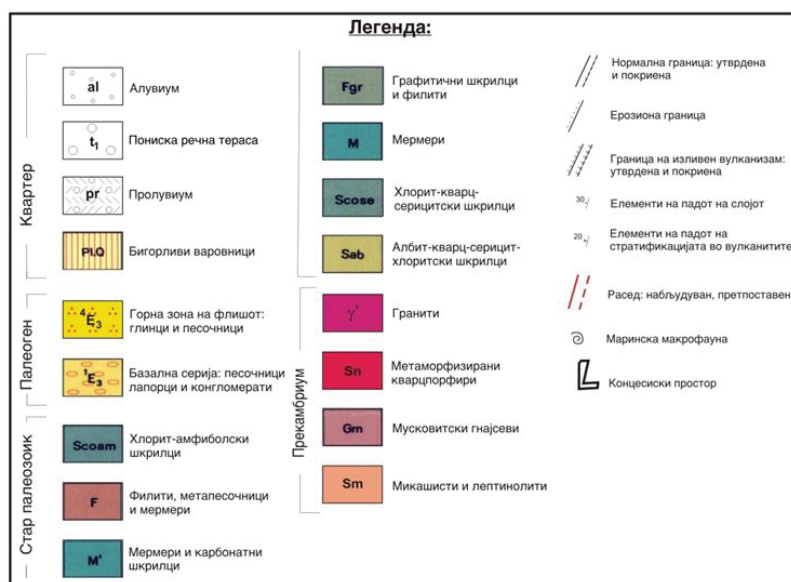 Легенда:
Квартер
al
Алувиум
t1
Пониска речна тераса
pr
Пролувиум
Pl.Q
Бигорливи варовници
Палеоген
⁴E₃
Горна зона на флишот:
глинци и песочници
¹E₃
Базална серија: песочници
лапорци и конгломерати
Стар палеозоик
Scoam
Хлорит-амфиболски
шкрилци
F
Филити, метапесочници
и мермери
M'
Мермери и карбонатни
шкрилци
Fgr
Графитични шкрилци
и филити
M
Мермери
Scose
Хлорит-кварц-
серицитски шкрилци
Sab
Албит-кварц-серицит-
хлоритски шкрилци
Прекамбриум
γ'
Гранити
Sn
Метаморфизирани
кварцпорфири
Gm
Мусковитски гнајсеви
Sm
Микашисти и лептинолити
Нормална граница: утврдена
и покриена
Ерозиона граница
Граница на изливен вулканизам:
утврдена и покриена
30
Елементи на падот на слојот
20
Елементи на падот на
стратификацијата во вулканитите
Расед: набљудуван, претпоставен
Маринска макрофауна
Концесиски простор